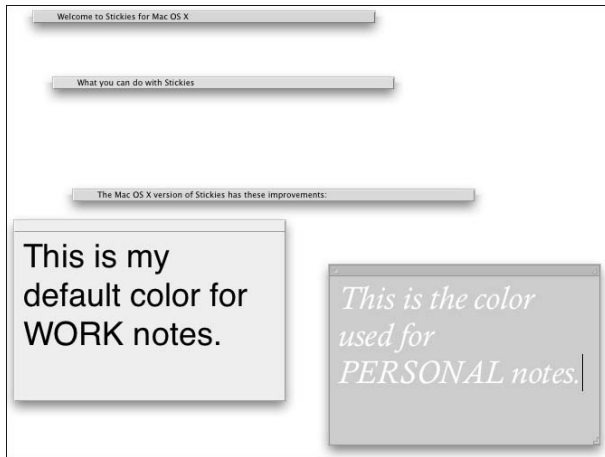 Welcome to Stickies for Mac OS X
What you can do with Stickies
The Mac OS X version of Stickies has these improvements:
This is my
default color for
WORK notes.
This is the color
used for
PERSONAL notes.